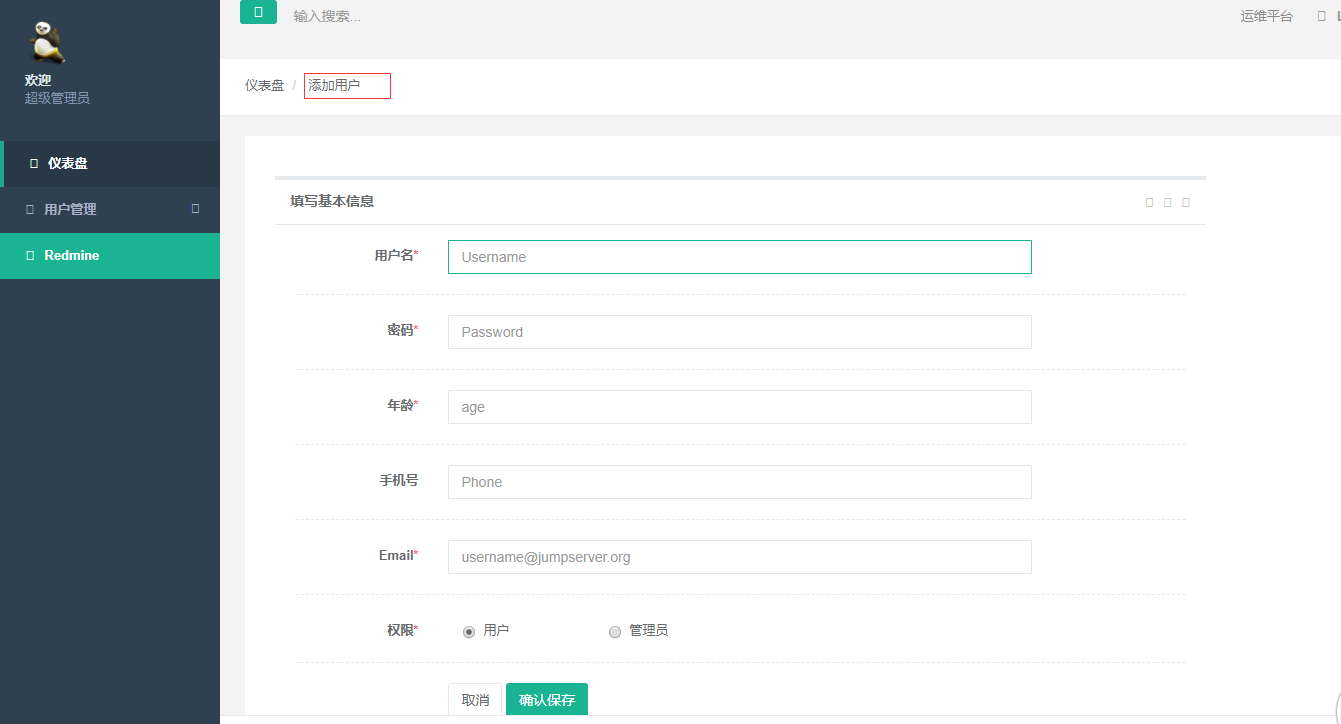 输入搜索...
运维平台
欢迎
超级管理员
仪表盘
用户管理
Redmine
仪表盘 / 添加用户
填写基本信息
用户名* Username
密码* Password
年龄* age
手机号 Phone
Email* username@jumpserver.org
权限* 用户 管理员
取消 确认保存